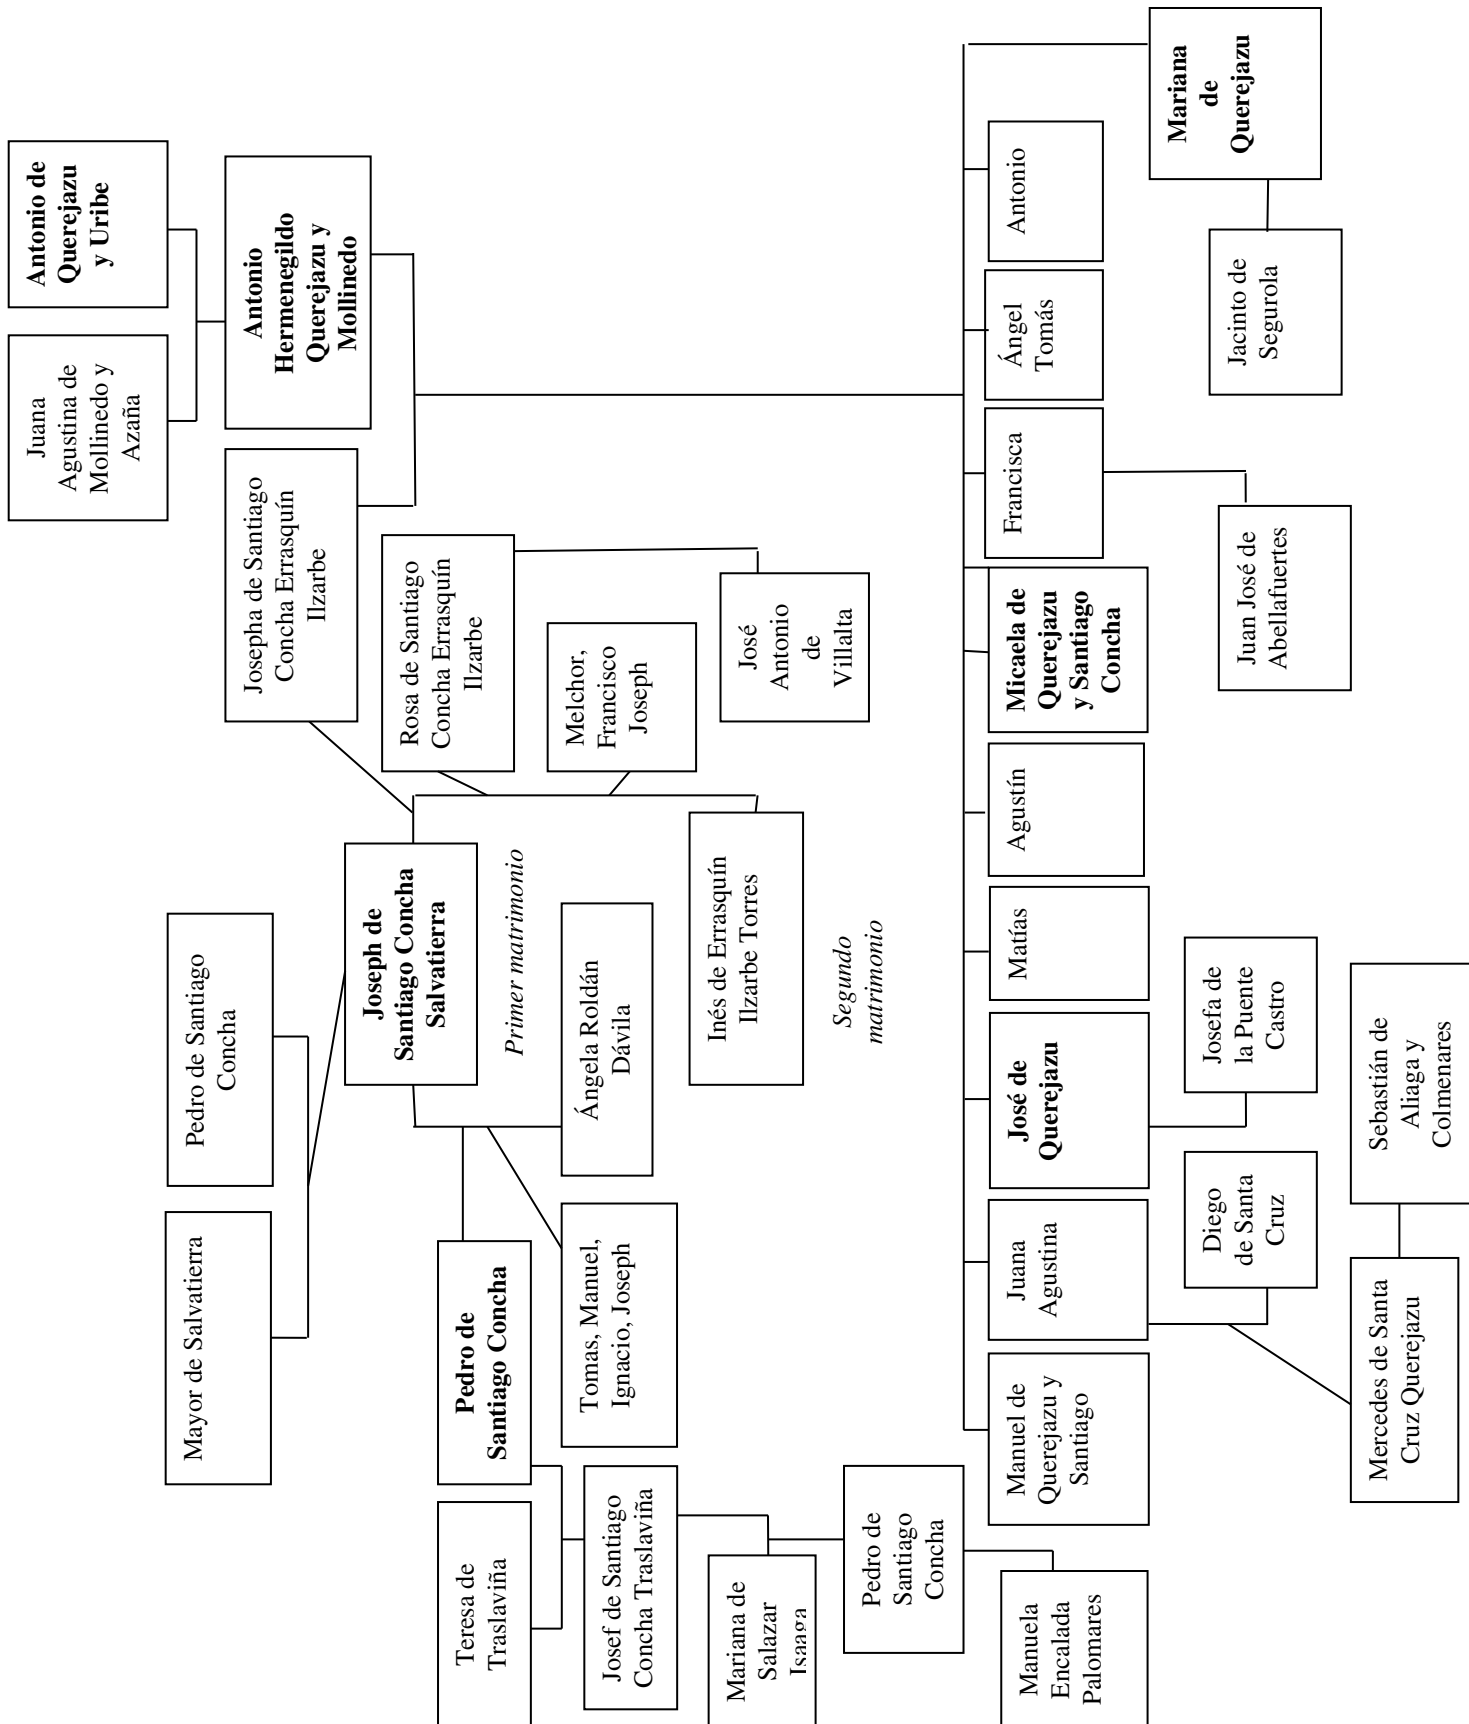 Mayor de Salvatierra
Pedro de Santiago
Concha
Juana
Agustina de
Mollinedo y
Azaña
Antonio de
Querejazu
y Uribe
Joseph de
Santiago Concha
Salvatierra
Josepha de Santiago
Concha Errasquín
Ilzarbe
Antonio
Hermenegildo
Querejazu y
Mollinedo
Teresa de
Traslaviña
Pedro de
Santiago Concha
Primer matrimonio
Rosa de Santiago
Concha Errasquín
Ilzarbe
Josef de Santiago
Concha Traslaviña
Tomas, Manuel,
Ignacio, Joseph
Ángela Roldán
Dávila
Melchor,
Francisco
Joseph
Mariana de
Salazar
Inés de Errasquín
Ilzarbe Torres
José
Antonio
de
Villalta
Pedro de
Santiago
Concha
Segundo
matrimonio
Manuela
Encalada
Palomares
Manuel de
Querejazu y
Santiago
Juana
Agustina
José de
Querejazu
Matías
Agustín
Micaela de
Querejazu
y Santiago
Concha
Francisca
Ángel
Tomás
Antonio
Mariana
de
Querejazu
Diego
de Santa
Cruz
Josefa de
la Puente
Castro
Juan José de
Abellafuertes
Jacinto de
Segurola
Mercedes de Santa
Cruz Querejazu
Sebastián de
Aliaga y
Colmenares